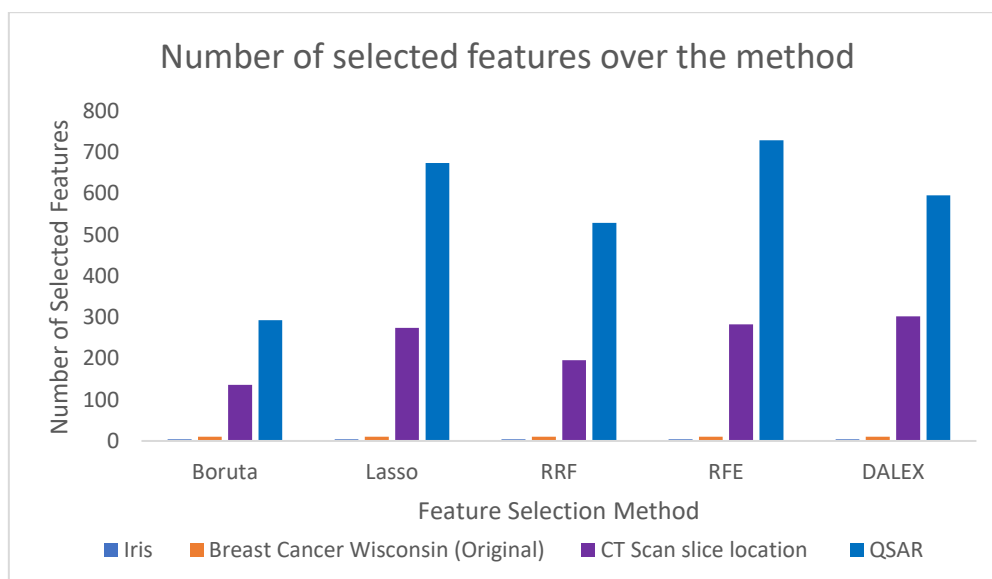 Number of selected features over the method
Number of Selected Features
800
700
600
500
400
300
200
100
0
Boruta Lasso RRF RFE DALEX
Feature Selection Method
Iris Breast Cancer Wisconsin (Original) CT Scan slice location QSAR